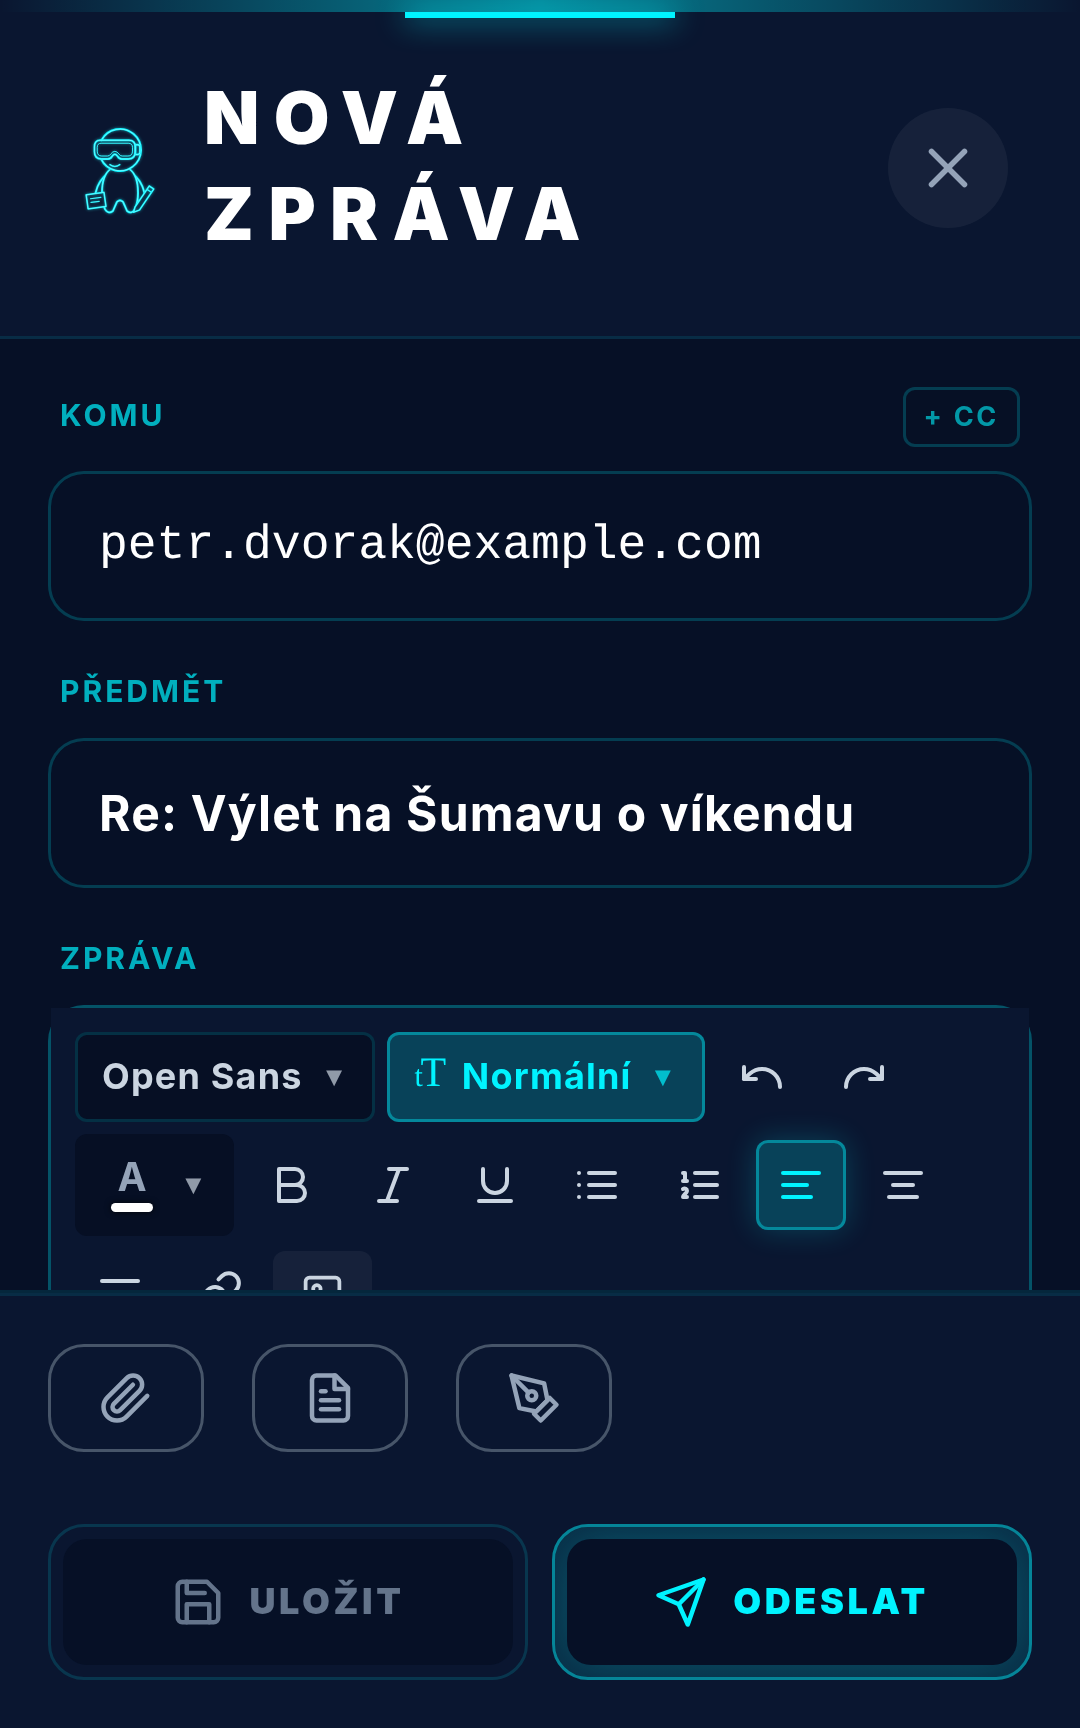 NOVÁ
ZPRÁVA
KOMU
+ CC
petr.dvorak@example.com
PŘEDMĚT
Re: Výlet na Šumavu o víkendu
ZPRÁVA
Open Sans ▼ tT Normální ▼
A ▼
ULOŽIT
ODESLAT